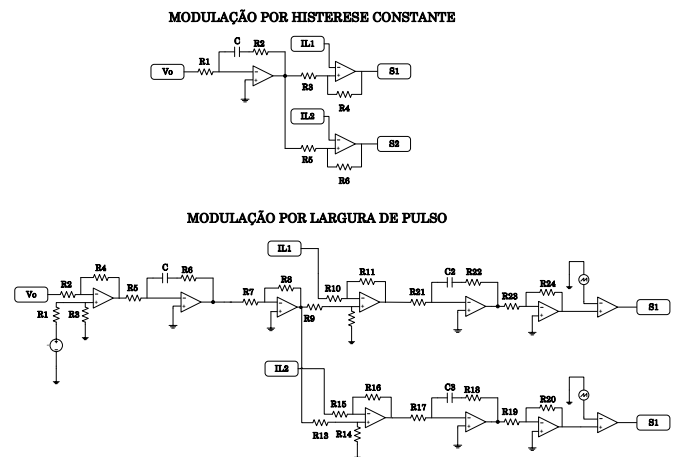 MODULAÇÃO POR HISTERESE CONSTANTE
IL1
C R2
R1
Vo
S1
R3
R4
IL2
S2
R5
R6
MODULAÇÃO POR LARGURA DE PULSO
IL1
R4 C R6 R8 R11 C2 R22 R24
R2 R5 R7 R10 R21 R23
Vo
R1 R3 R9
S1
IL2
R16 C3 R18 R20
R15 R17 R19
R13 R14
S1